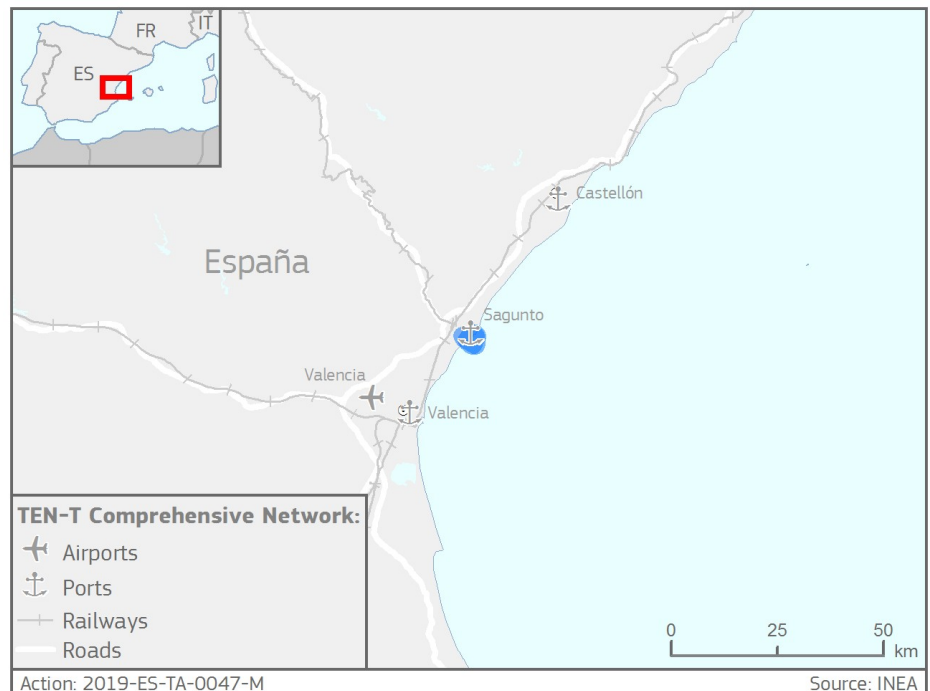 FR
IT
ES
Castellón
España
Sagunto
Valencia
Valencia
TEN-T Comprehensive Network:
Airports
Ports
Railways
Roads
0 25 50
km
Action: 2019-ES-TA-0047-M
Source: INEA